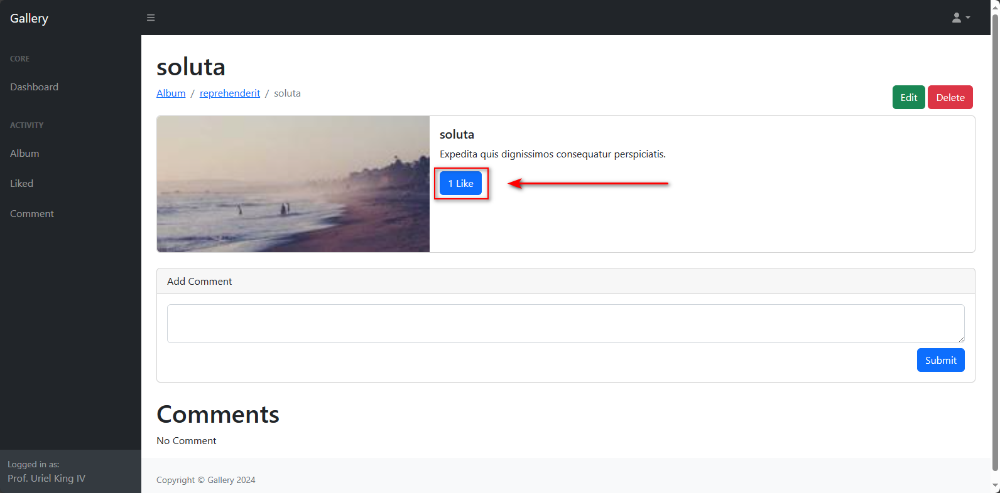 Gallery
CORE
Dashboard
ACTIVITY
Album
Liked
Comment
Logged in as:
Prof. Uriel King IV
soluta
Album / reprehenderit / soluta
Edit Delete
soluta
Expedita quis dignissimos consequatur perspiciatis.
1 Like
Add Comment
Submit
Comments
No Comment
Copyright © Gallery 2024